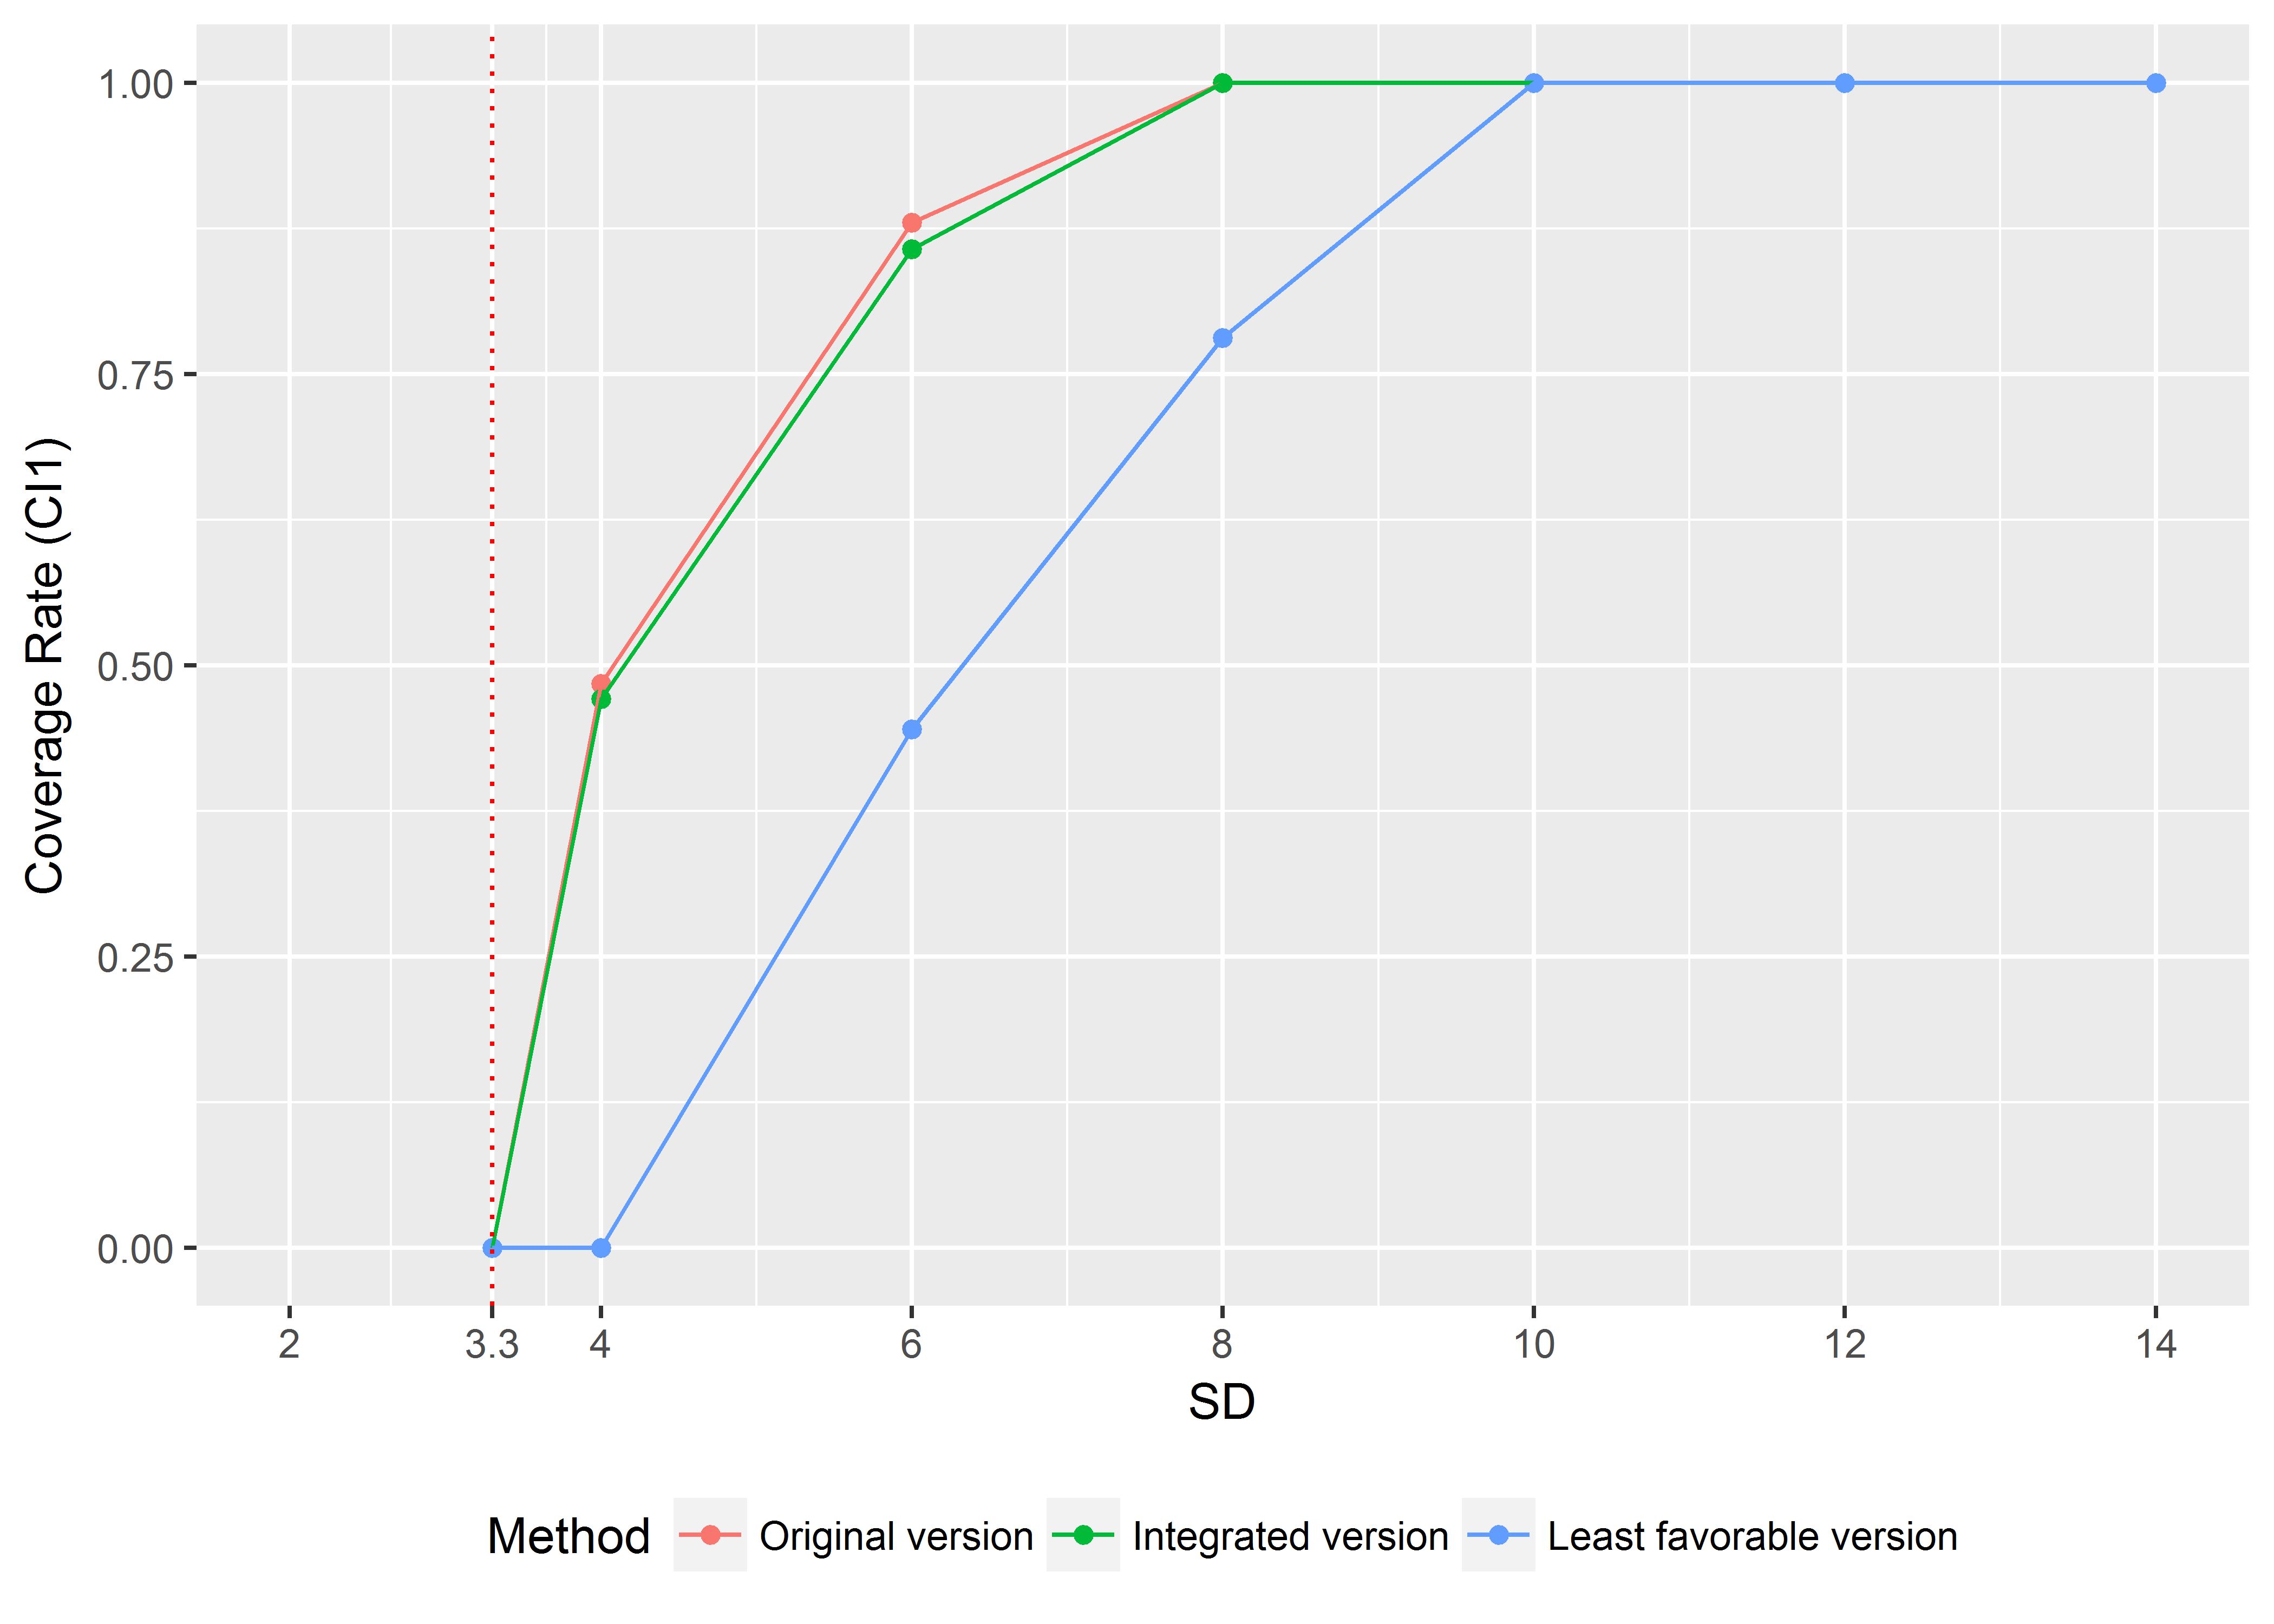 Coverage Rate (CI1)
1.00
0.75
0.50
0.25
0.00
2 3.3 4 6 8 10 12 14
SD
Method Original version Integrated version Least favorable version